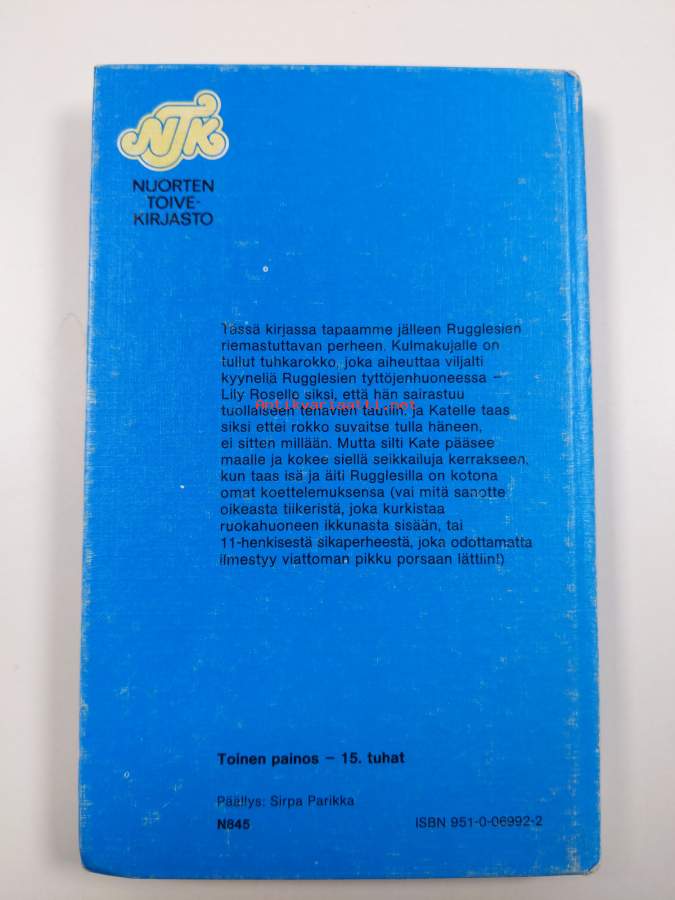 NTK
NUORTEN
TOIVE-
KIRJASTO
Tässä kirjassa tapaamme jälleen Rugglesien
riemastuttavan perheen. Kulmakujalle on
tullut tuhkarokko, joka aiheuttaa viljalti
kyyneliä Rugglesien tyttöjenhuoneessa –
Lily Roselle siksi, että hän sairastuu
Antikvariaatti.net
tuollaiseen tenavien tautiin, ja Katelle taas
siksi ettei rokko suvaitse tulla häneen,
ei sitten millään. Mutta silti Kate pääsee
maalle ja kokee siellä seikkailuja kerrakseen,
kun taas isä ja äiti Rugglesilla on kotona
omat koettelemuksensa (vai mitä sanotte
oikeasta tiikeristä, joka kurkistaa
ruokahuoneen ikkunasta sisään, tai
11-henkisestä sikaperheestä, joka odottamatta
ilmestyy viattoman pikku porsaan lättiin!)
Toinen painos – 15. tuhat
Päällys: Sirpa Parikka
N845
ISBN 951-0-06992-2